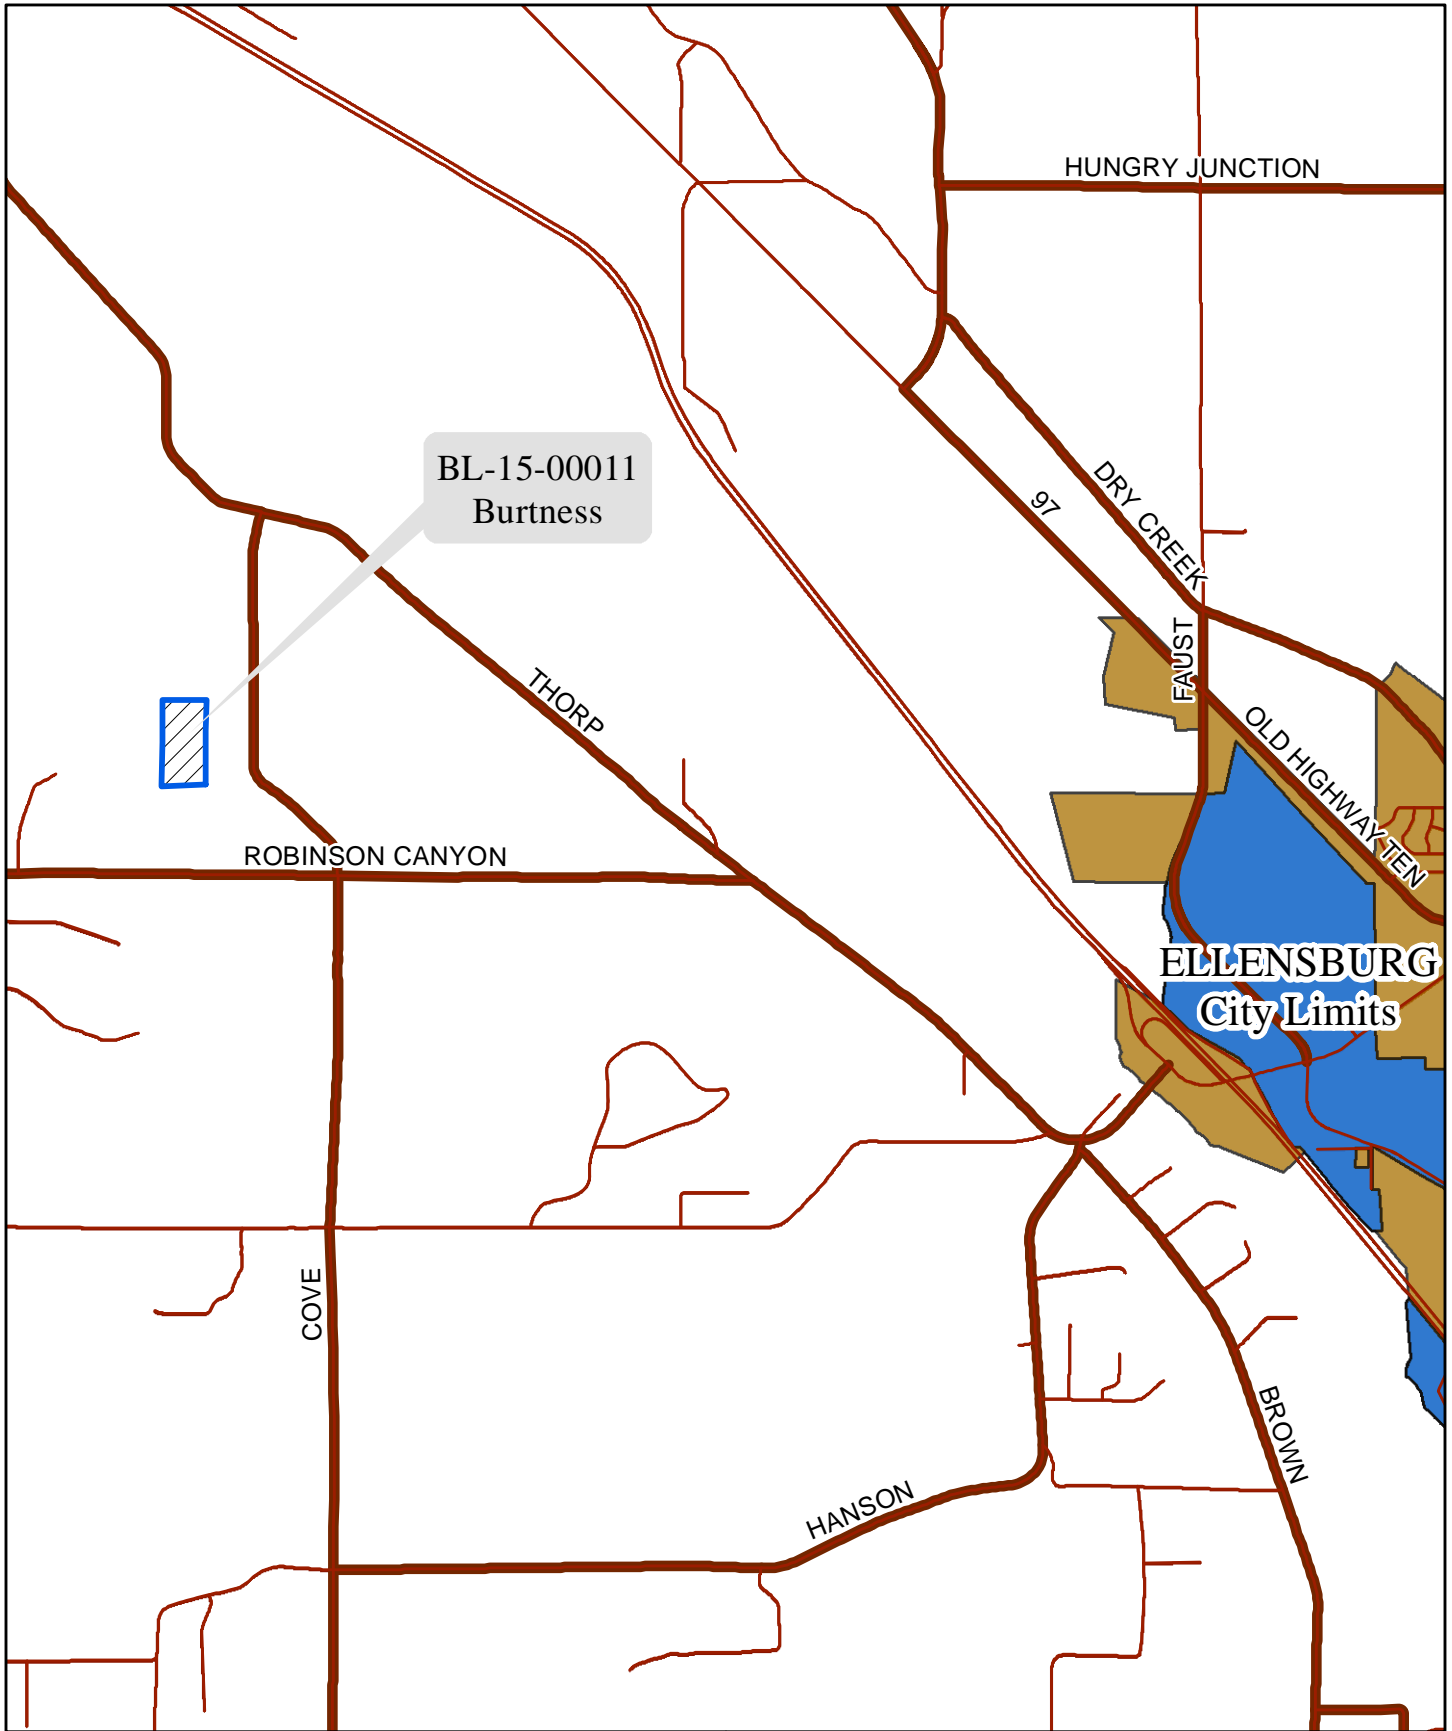 HUNGRY JUNCTION
BL-15-00011
Burtness
97
DRY CREEK
FAUST
THORP
OLD HIGHWAY TEN
ROBINSON CANYON
ELLENSBURG
City Limits
COVE
BROWN
HANSON